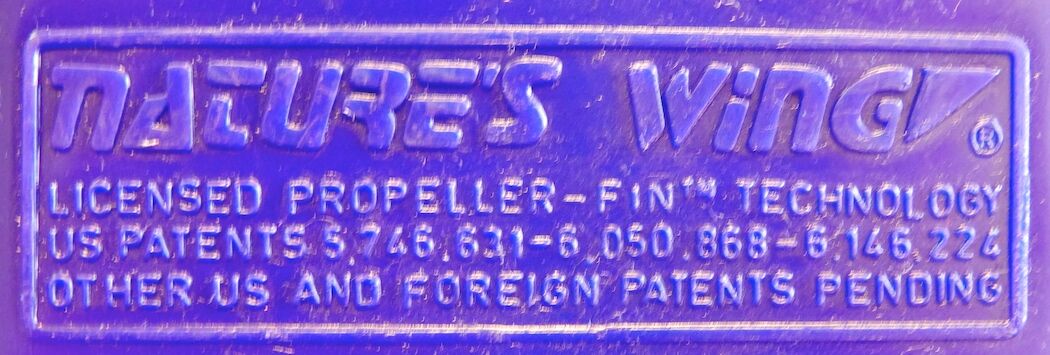 NATURE'S WING ®
LICENSED PROPELLER-FIN™ TECHNOLOGY
US PATENTS 5,746,631-6,050,868-6,146,224
OTHER US AND FOREIGN PATENTS PENDING